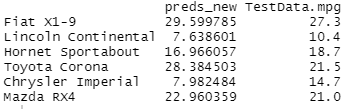 preds_new TestData.mpg
Fiat X1-9 29.599785 27.3
Lincoln Continental 7.638601 10.4
Hornet Sportabout 16.966057 18.7
Toyota Corona 28.384503 21.5
Chrysler Imperial 7.982484 14.7
Mazda RX4 22.960359 21.0